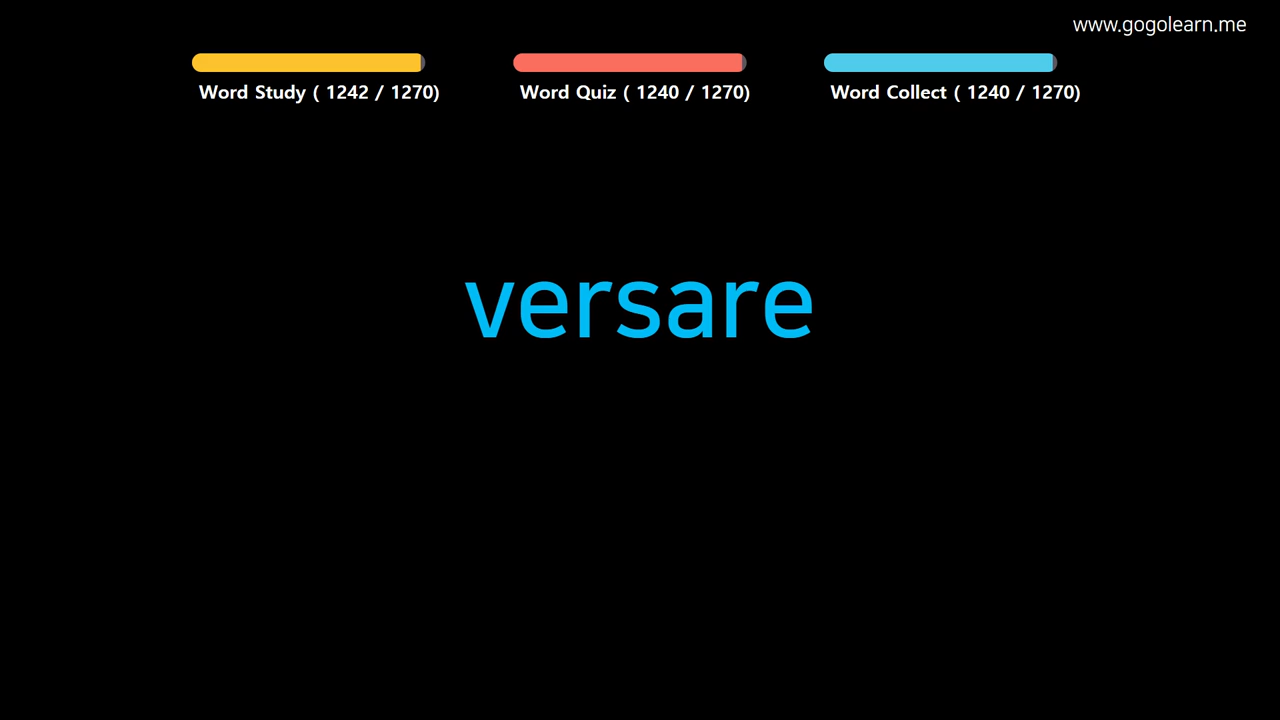 www.gogolearn.me
Word Study ( 1242 / 1270)
Word Quiz ( 1240 / 1270)
Word Collect ( 1240 / 1270)
versare